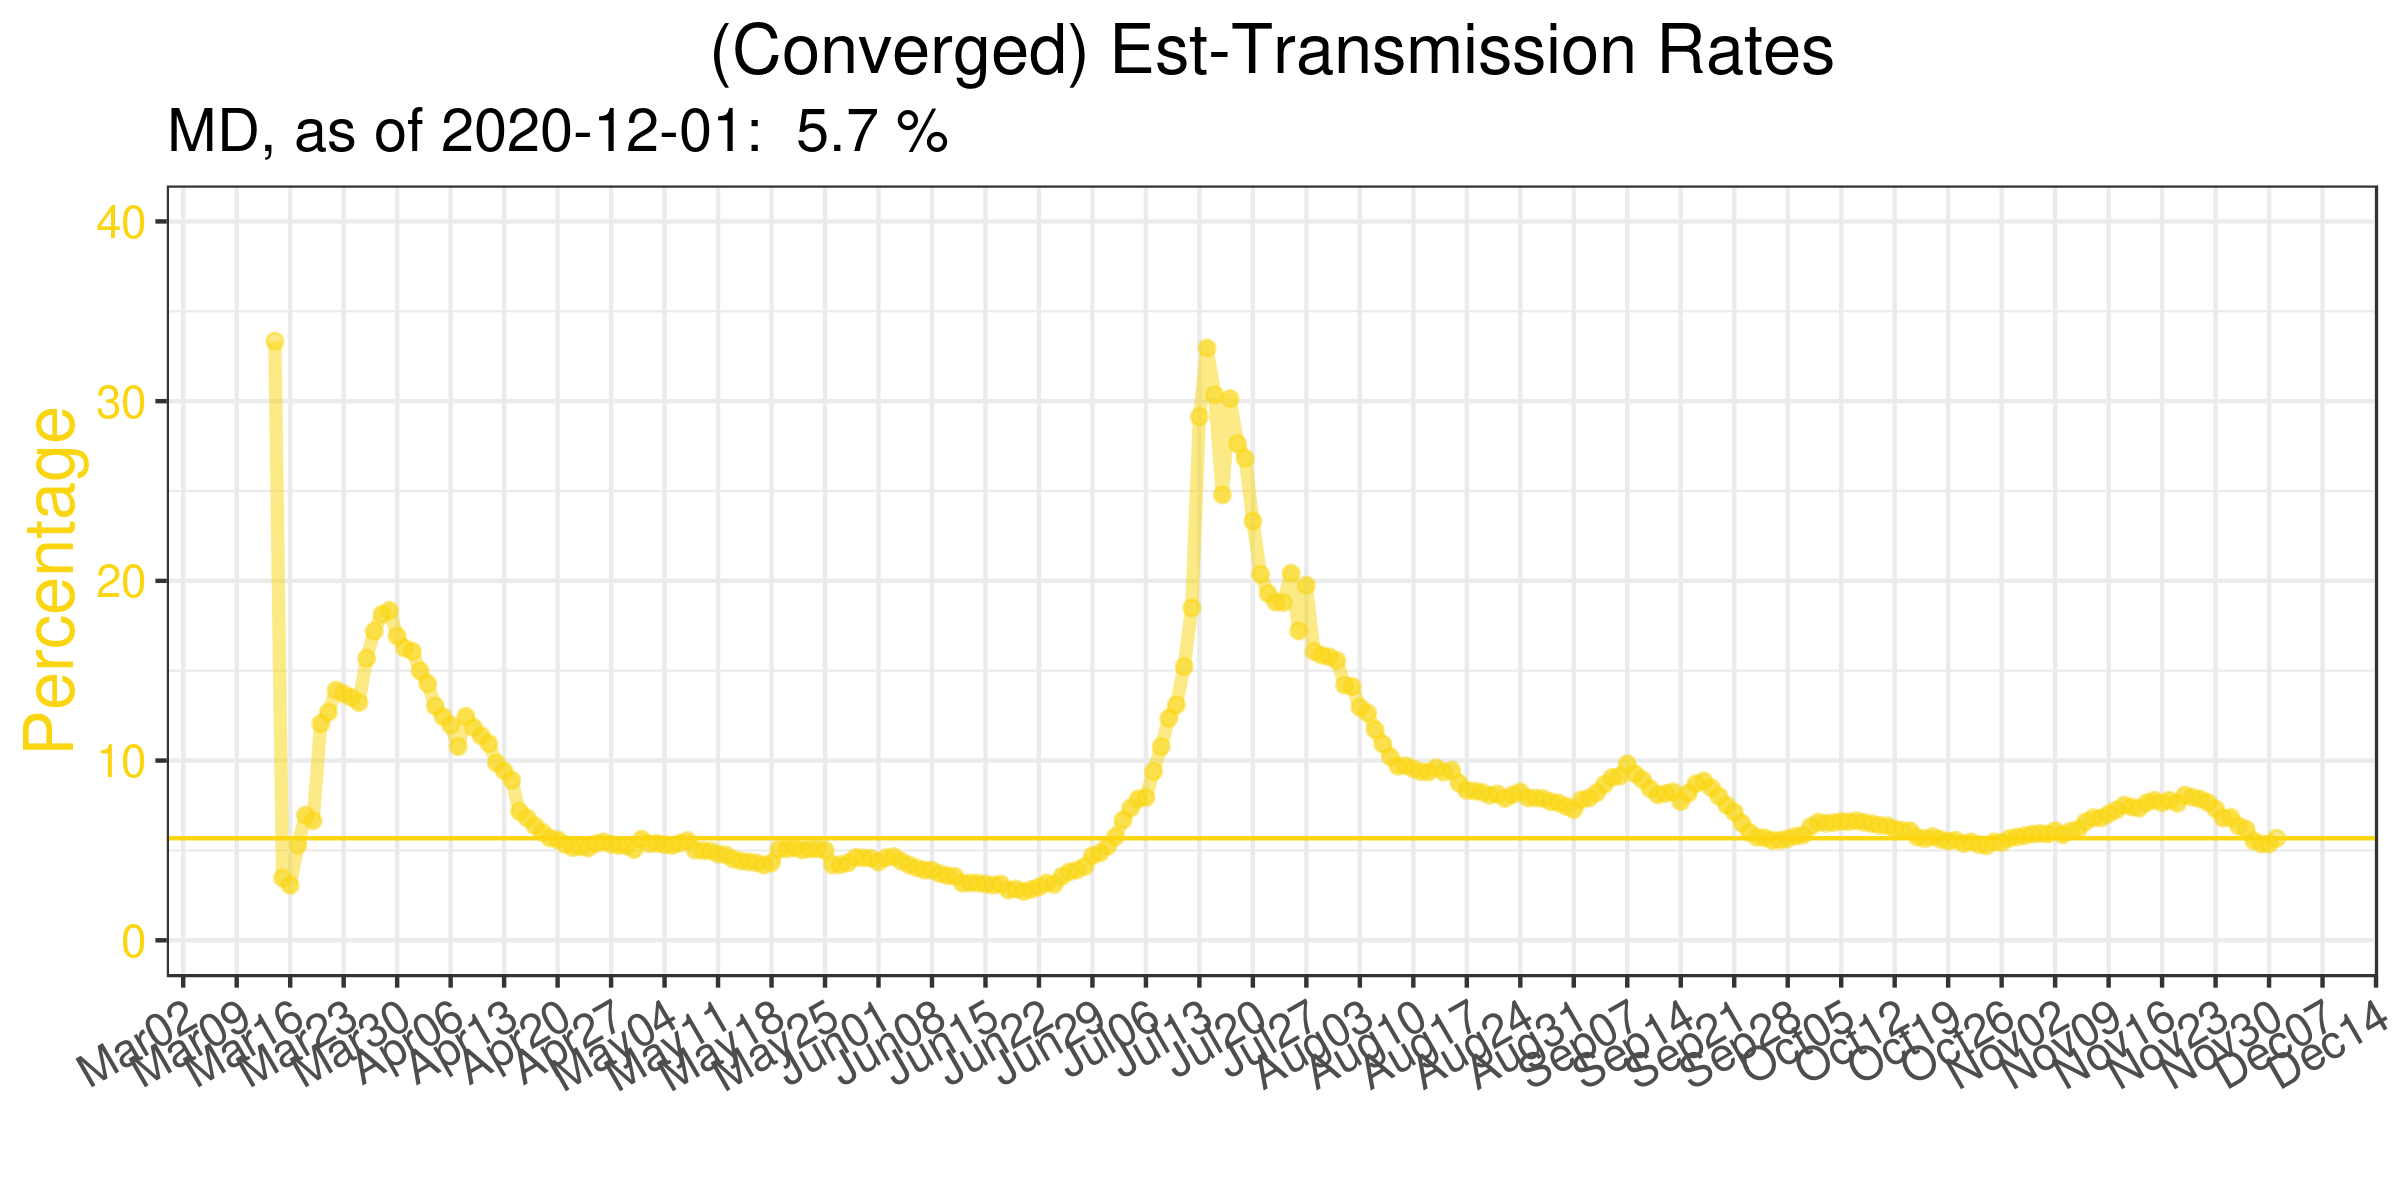 (Converged) Est-Transmission Rates
MD, as of 2020-12-01:  5.7 %
Percentage
40
30
20
10
0
Mar02
Mar09
Mar16
Mar23
Mar30
Apr06
Apr13
Apr20
Apr27
May04
May11
May18
May25
Jun01
Jun08
Jun15
Jun22
Jun29
Jul06
Jul13
Jul20
Jul27
Aug03
Aug10
Aug17
Aug24
Aug31
Sep07
Sep14
Sep21
Sep28
Oct05
Oct12
Oct19
Oct26
Nov02
Nov09
Nov16
Nov23
Nov30
Dec07
Dec14